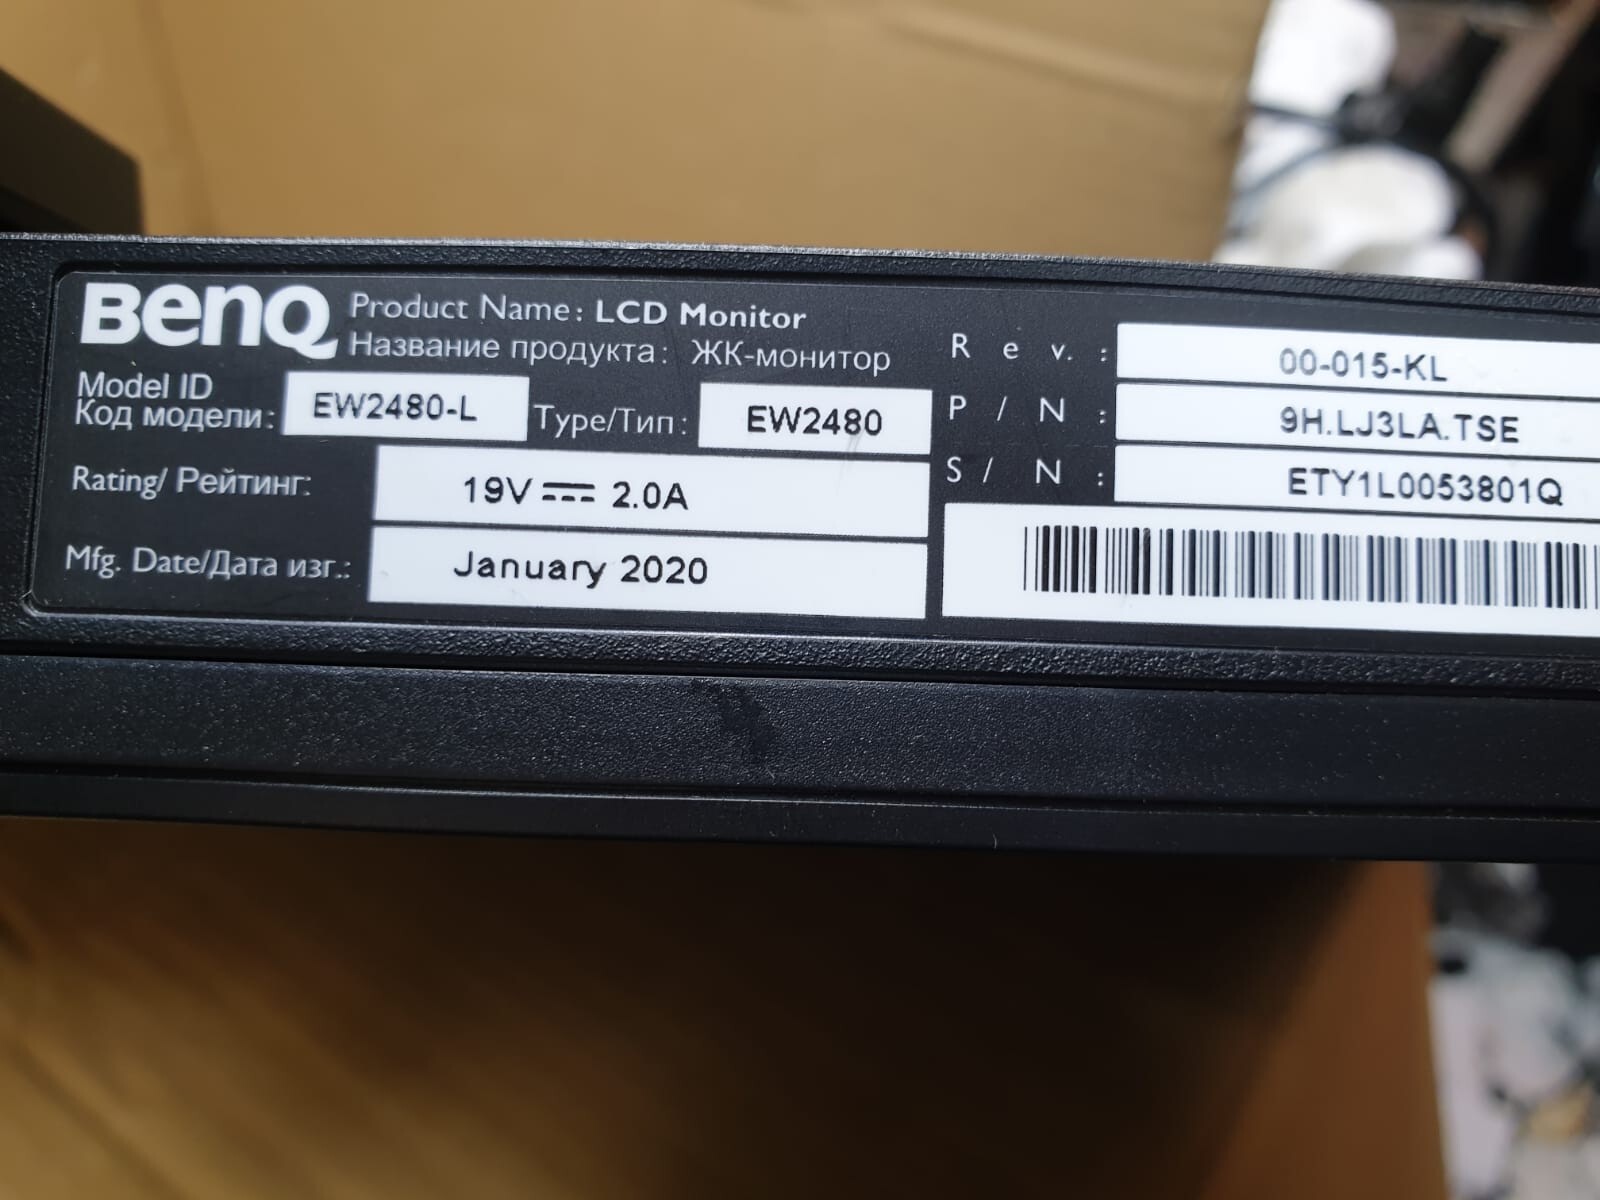 BenQ
Product Name: LCD Monitor
Название продукта: ЖК-монитор
Model ID
Код модели: EW2480-L Type/Тип: EW2480
Rating/ Рейтинг: 19V ⎓ 2.0A
Mfg. Date/Дата изг.: January 2020
Rev.: 00-015-KL
P/N: 9H.LJ3LA.TSE
S/N: ETY1L0053801Q